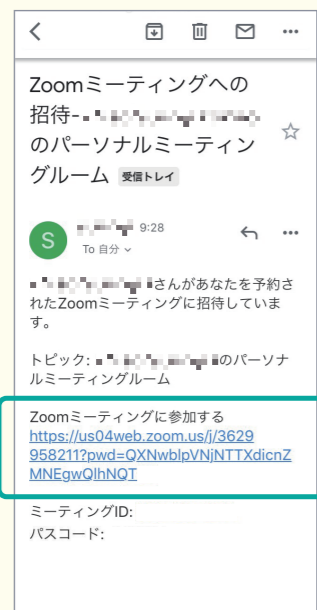 Zoomミーティングへの
招待-
のパーソナルミーティン
グルーム 受信トレイ
S
9:28
To 自分
さんがあなたを予約さ
れたZoomミーティングに招待していま
す。
トピック: のパーソナ
ルミーティングルーム
Zoomミーティングに参加する
https://us04web.zoom.us/j/3629
958211?pwd=QXNwblpVNjNTTXdicnZ
MNEgwQlhNQT
ミーティングID:
パスコード: